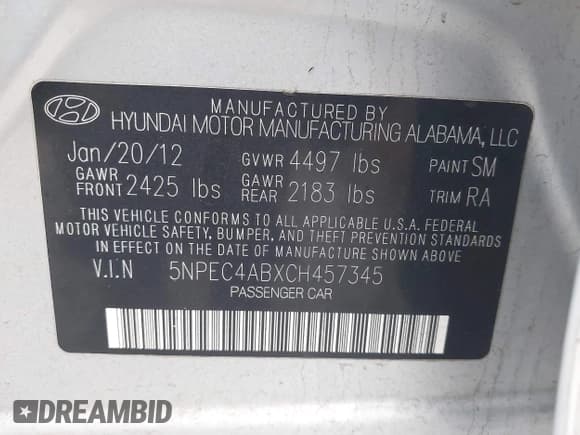 MANUFACTURED BY
HYUNDAI MOTOR MANUFACTURING ALABAMA, LLC
Jan/20/12 GVWR 4497 lbs PAINT SM
GAWR FRONT 2425 lbs GAWR REAR 2183 lbs TRIM RA
THIS VEHICLE CONFORMS TO ALL APPLICABLE U.S.A. FEDERAL
MOTOR VEHICLE SAFETY, BUMPER, AND THEFT PREVENTION STANDARDS
IN EFFECT ON THE DATE OF MANUFACTURE SHOWN ABOVE
V.I.N 5NPEC4ABXCH457345
PASSENGER CAR
DREAMBID